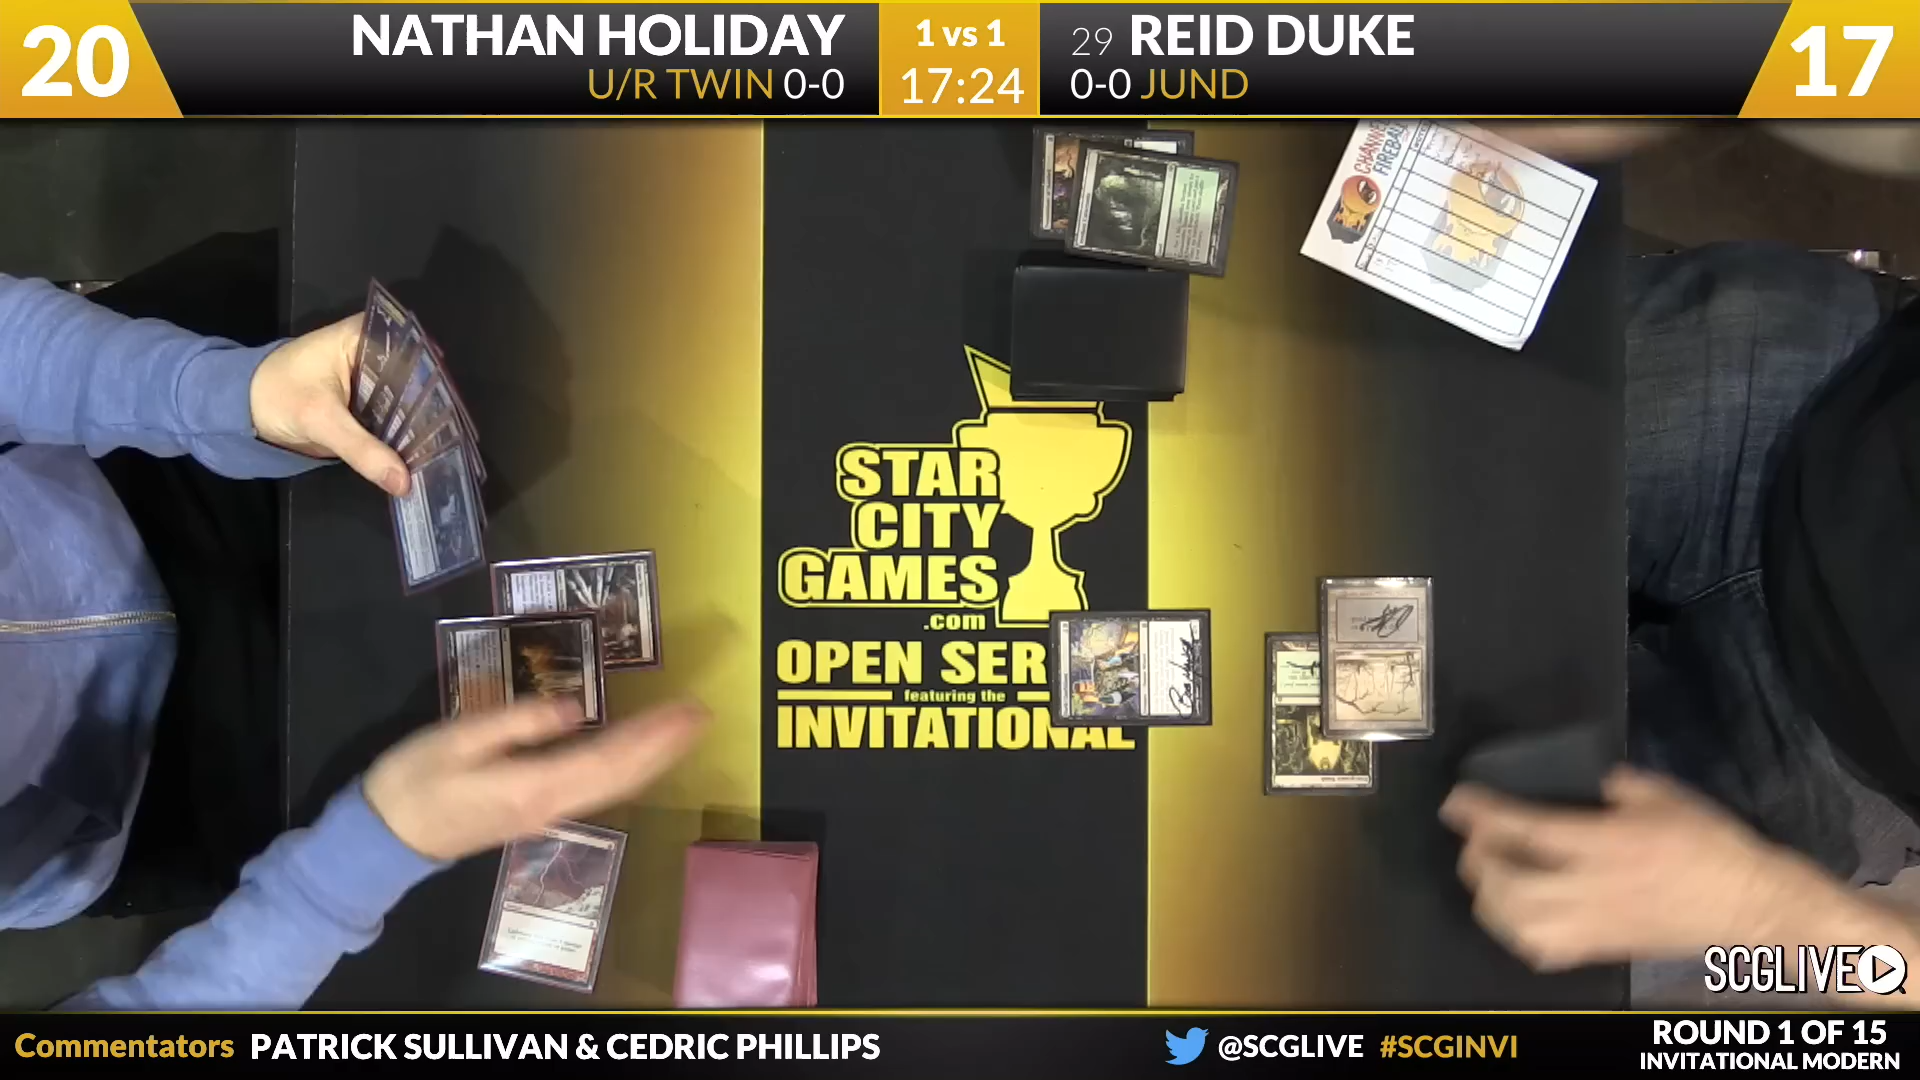 20
NATHAN HOLIDAY
U/R TWIN 0-0
1 vs 1
17:24
29 REID DUKE
0-0 JUND
17
CHANNEL
FIREBALL
STAR
CITY
GAMES
.com
OPEN SER
featuring the
INVITATIONAL
SCGLIVE
Commentators PATRICK SULLIVAN & CEDRIC PHILLIPS
@SCGLIVE #SCGINVI
ROUND 1 OF 15
INVITATIONAL MODERN